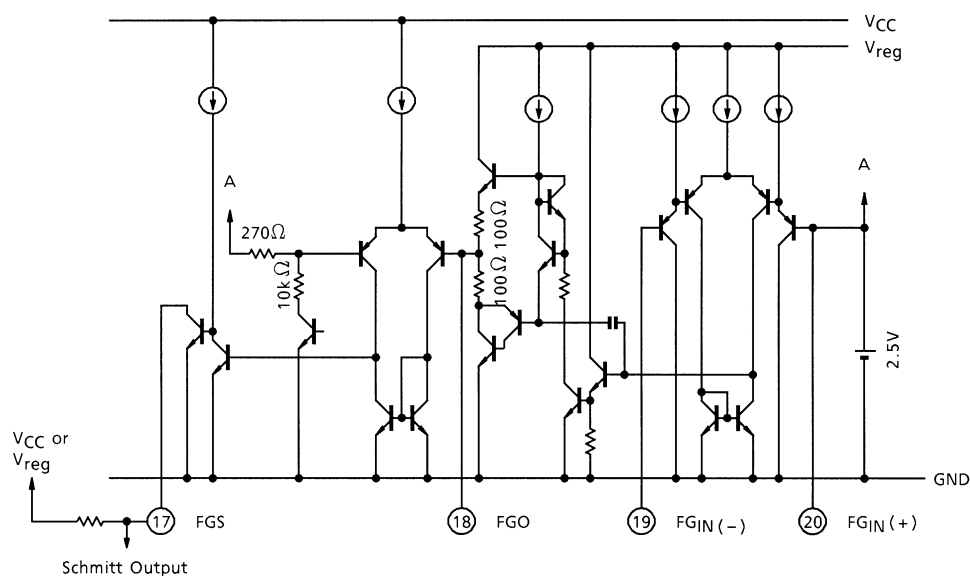 VCC
Vreg
A
A
270Ω
10kΩ
100Ω
100Ω
2.5V
VCC or
Vreg
GND
17 FGS
18 FGO
19 FGIN (−)
20 FGIN (+)
Schmitt Output